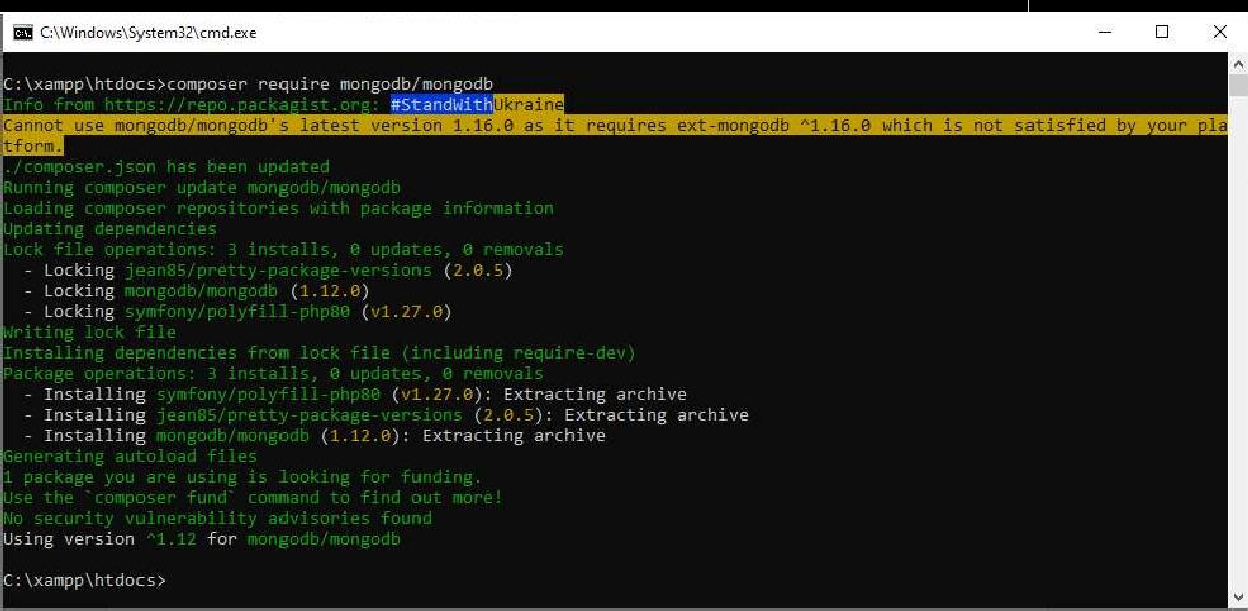 C:\Windows\System32\cmd.exe
C:\xampp\htdocs>composer require mongodb/mongodb
Info from https://repo.packagist.org: #StandWithUkraine
Cannot use mongodb/mongodb's latest version 1.16.0 as it requires ext-mongodb ^1.16.0 which is not satisfied by your pla
tform.
./composer.json has been updated
Running composer update mongodb/mongodb
Loading composer repositories with package information
Updating dependencies
Lock file operations: 3 installs, 0 updates, 0 removals
  - Locking jean85/pretty-package-versions (2.0.5)
  - Locking mongodb/mongodb (1.12.0)
  - Locking symfony/polyfill-php80 (v1.27.0)
Writing lock file
Installing dependencies from lock file (including require-dev)
Package operations: 3 installs, 0 updates, 0 removals
  - Installing symfony/polyfill-php80 (v1.27.0): Extracting archive
  - Installing jean85/pretty-package-versions (2.0.5): Extracting archive
  - Installing mongodb/mongodb (1.12.0): Extracting archive
Generating autoload files
1 package you are using is looking for funding.
Use the `composer fund` command to find out more!
No security vulnerability advisories found
Using version ^1.12 for mongodb/mongodb
C:\xampp\htdocs>